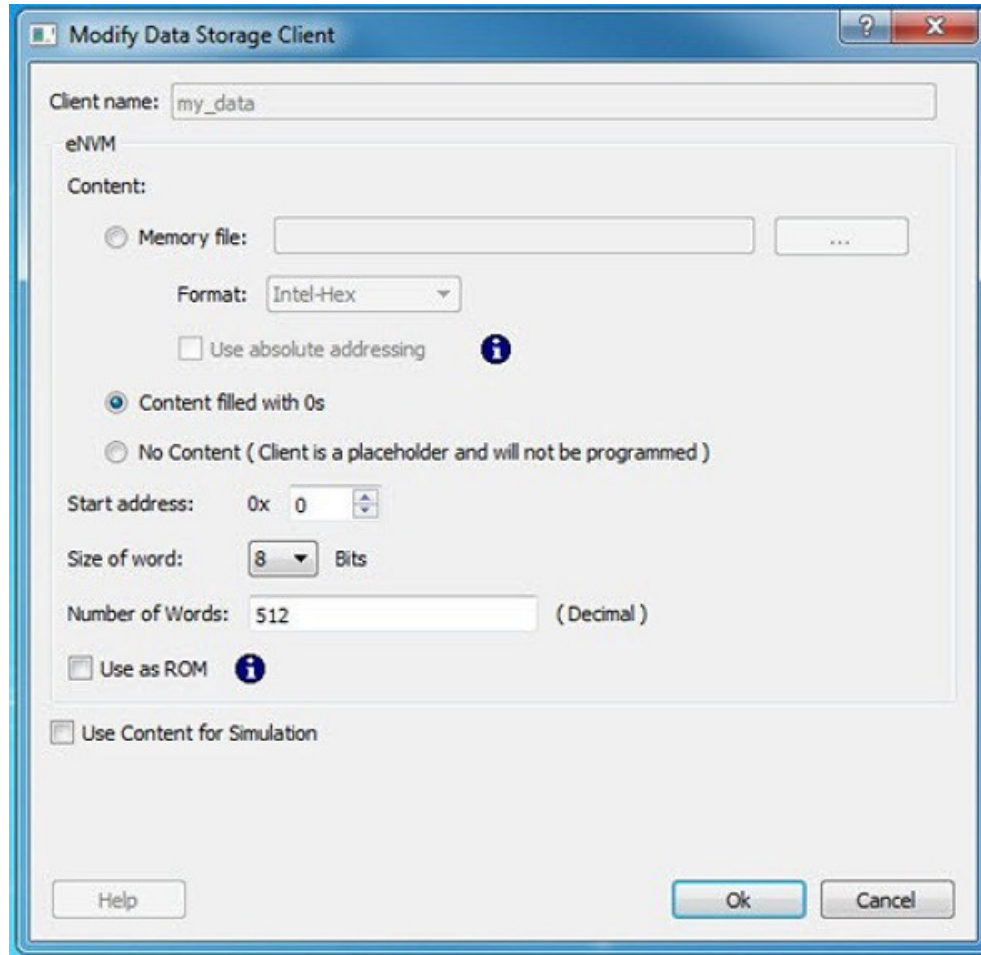 Modify Data Storage Client
Client name: my_data
eNVM
Content:
Memory file: ...
Format: Intel-Hex
Use absolute addressing
Content filled with 0s
No Content ( Client is a placeholder and will not be programmed )
Start address: 0x 0
Size of word: 8 Bits
Number of Words: 512 ( Decimal )
Use as ROM
Use Content for Simulation
Help Ok Cancel